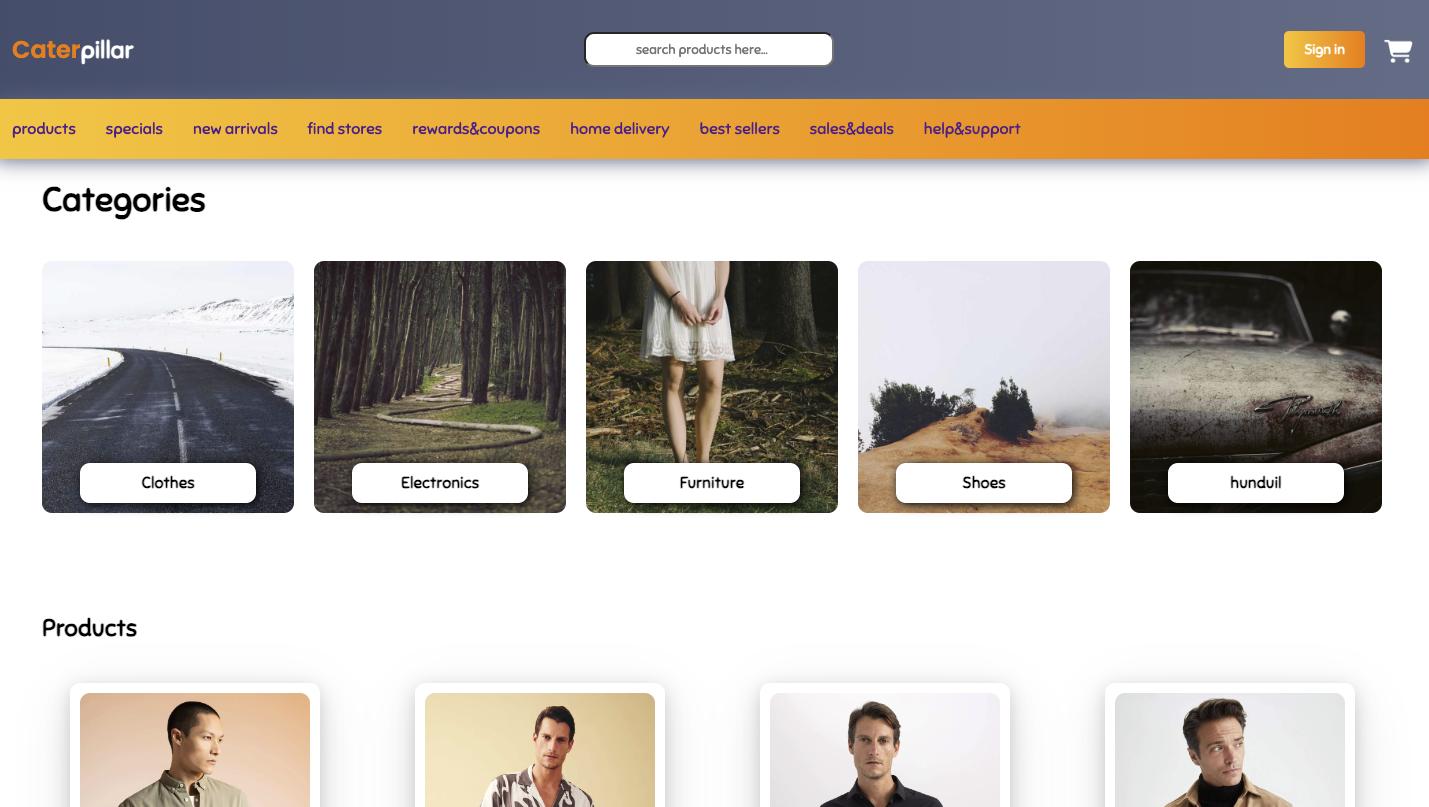 Caterpillar
search products here...
Sign in
products specials new arrivals find stores rewards&coupons home delivery best sellers sales&deals help&support
Categories
Clothes Electronics Furniture Shoes hunduil
Plymouth
Products